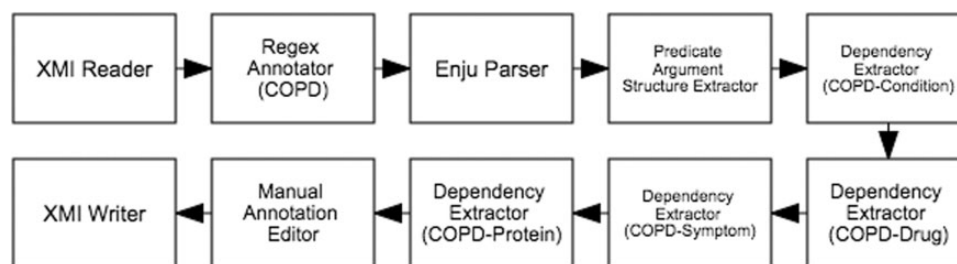 XMI Reader
Regex
Annotator
(COPD)
Enju Parser
Predicate
Argument
Structure Extractor
Dependency
Extractor
(COPD-Condition)
XMI Writer
Manual
Annotation
Editor
Dependency
Extractor
(COPD-Protein)
Dependency
Extractor
(COPD-Symptom)
Dependency
Extractor
(COPD-Drug)